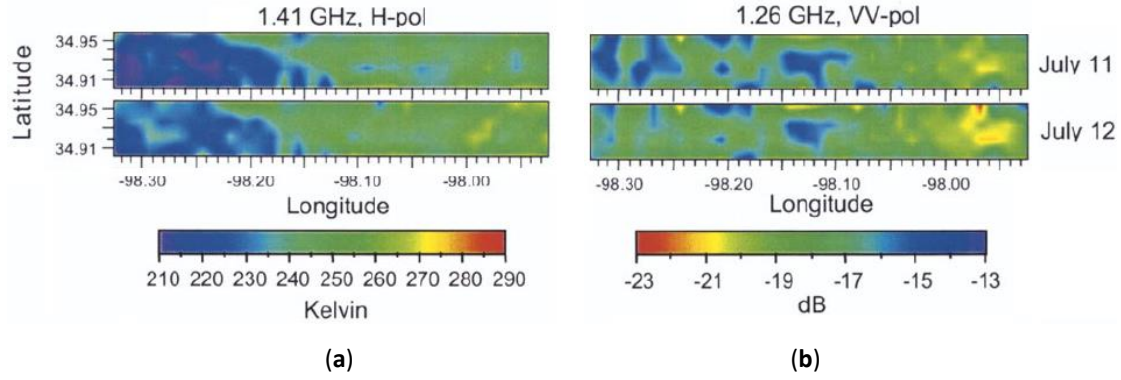 1.41 GHz, H-pol
1.26 GHz, VV-pol
Latitude
34.95
34.91
34.95
34.91
July 11
July 12
-98.30 -98.20 -98.10 -98.00
-98.30 -98.20 -98.10 -98.00
Longitude
Longitude
210 220 230 240 250 260 270 280 290
-23 -21 -19 -17 -15 -13
Kelvin
dB
(a)
(b)